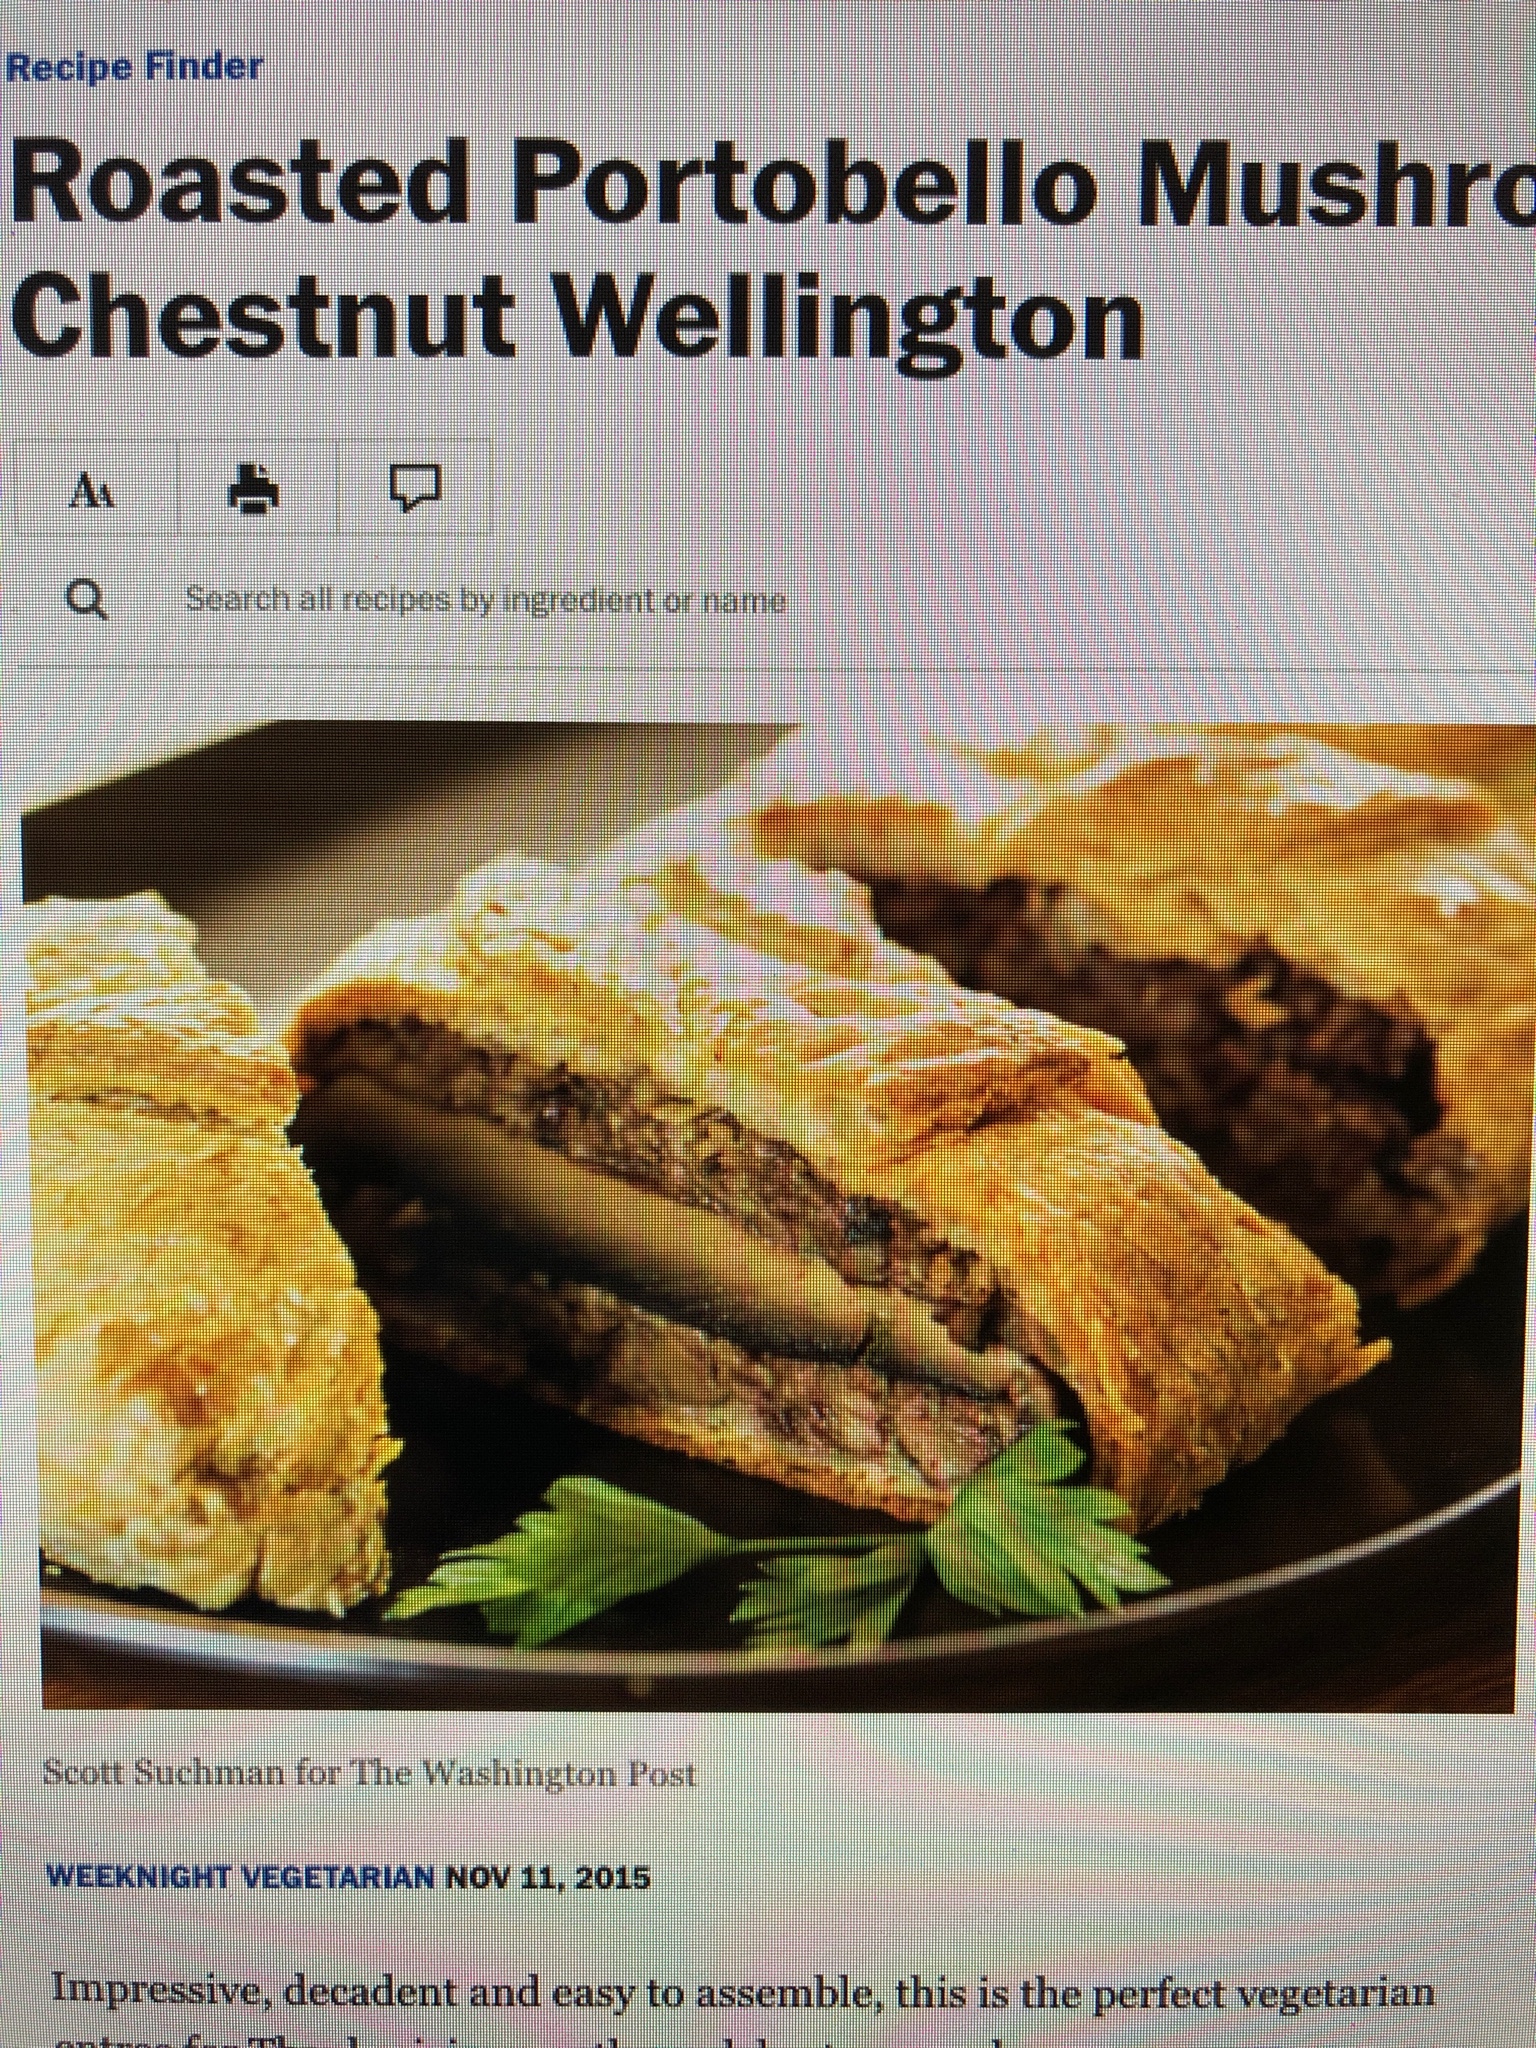 Recipe Finder
Roasted Portobello Mushro
Chestnut Wellington
AA
Search all recipes by ingredient or name
Scott Suchman for The Washington Post
WEEKNIGHT VEGETARIAN NOV 11, 2015
Impressive, decadent and easy to assemble, this is the perfect vegetarian